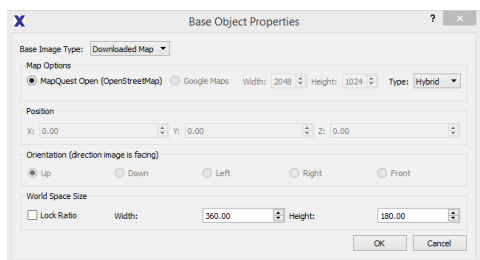 X Base Object Properties ? ×
Base Image Type: Downloaded Map
Map Options
MapQuest Open (OpenStreetMap) Google Maps Width: 2048 Height: 1024 Type: Hybrid
Position
X: 0.00 Y: 0.00 Z: 0.00
Orientation (direction image is facing)
Up Down Left Right Front
World Space Size
Lock Ratio Width: 360.00 Height: 180.00
OK Cancel